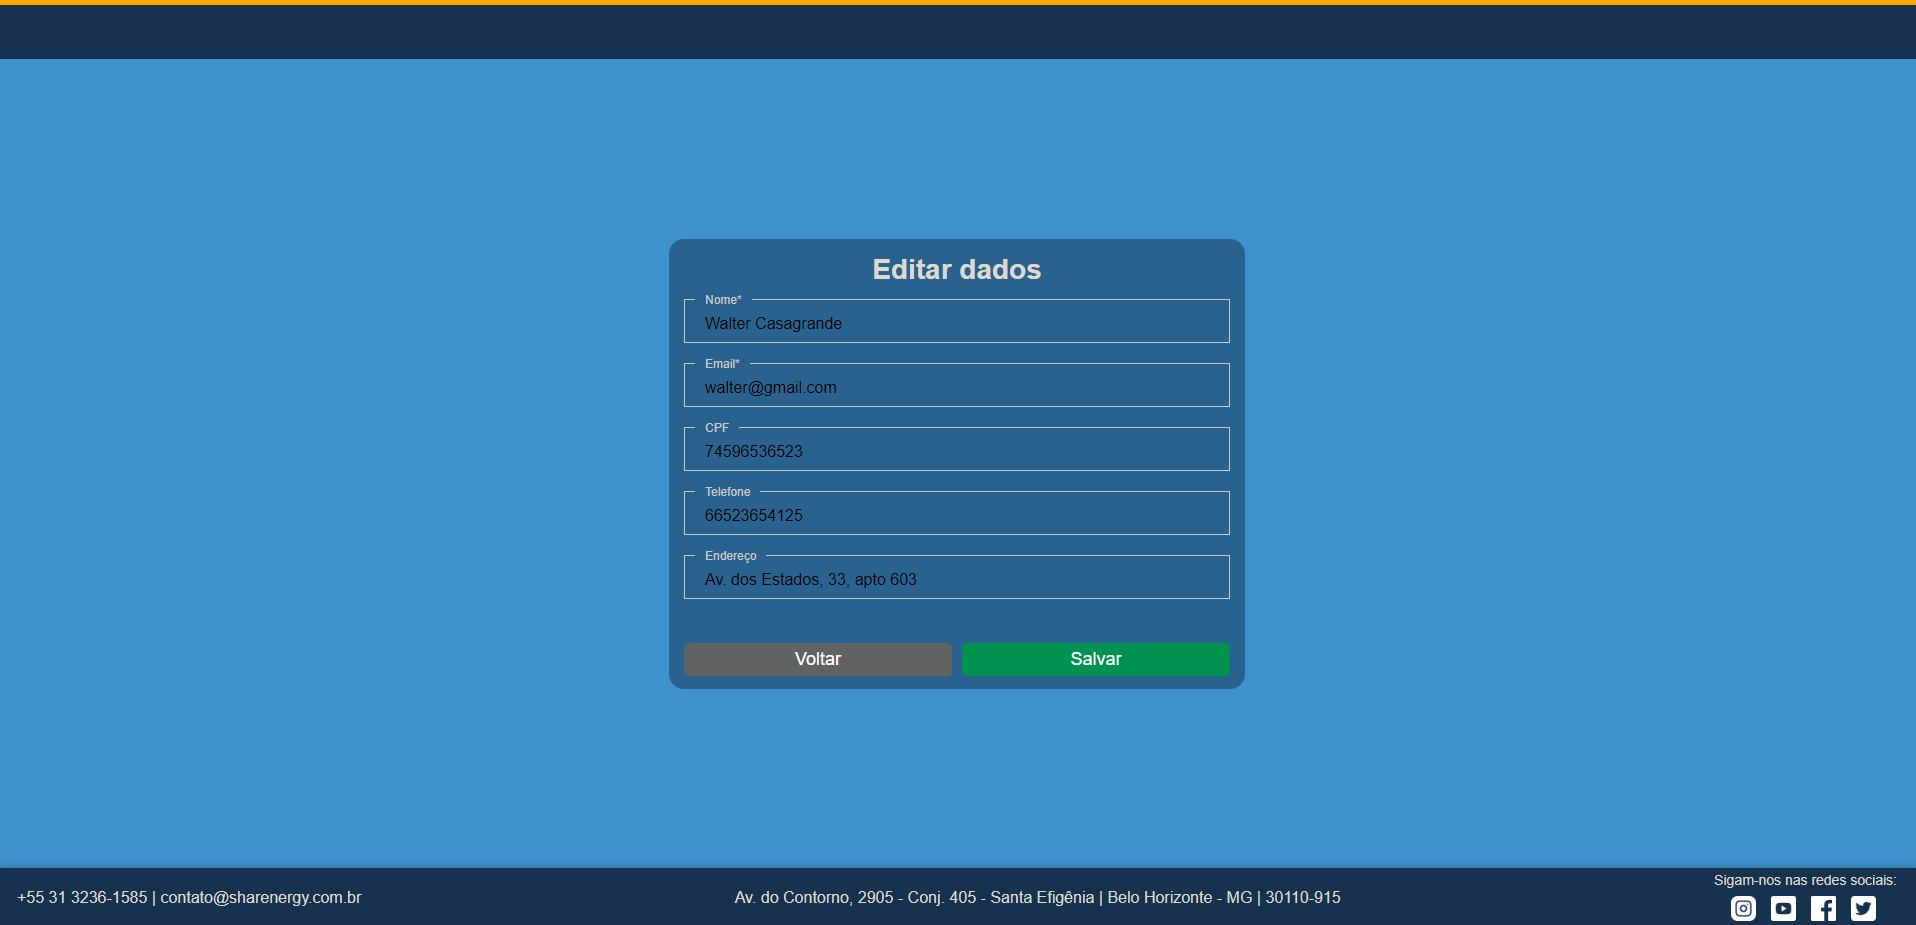 Editar dados
Nome*
Walter Casagrande
Email*
walter@gmail.com
CPF
74596536523
Telefone
66523654125
Endereço
Av. dos Estados, 33, apto 603
Voltar
Salvar
+55 31 3236-1585 | contato@sharenergy.com.br
Av. do Contorno, 2905 - Conj. 405 - Santa Efigênia | Belo Horizonte - MG | 30110-915
Sigam-nos nas redes sociais: